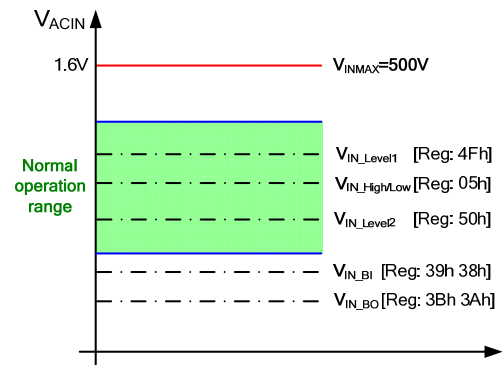 VACIN
1.6V
VINMAX=500V
Normal
operation
range
VIN_Level1 [Reg: 4Fh]
VIN_High/Low [Reg: 05h]
VIN_Level2 [Reg: 50h]
VIN_BI [Reg: 39h 38h]
VIN_BO [Reg: 3Bh 3Ah]